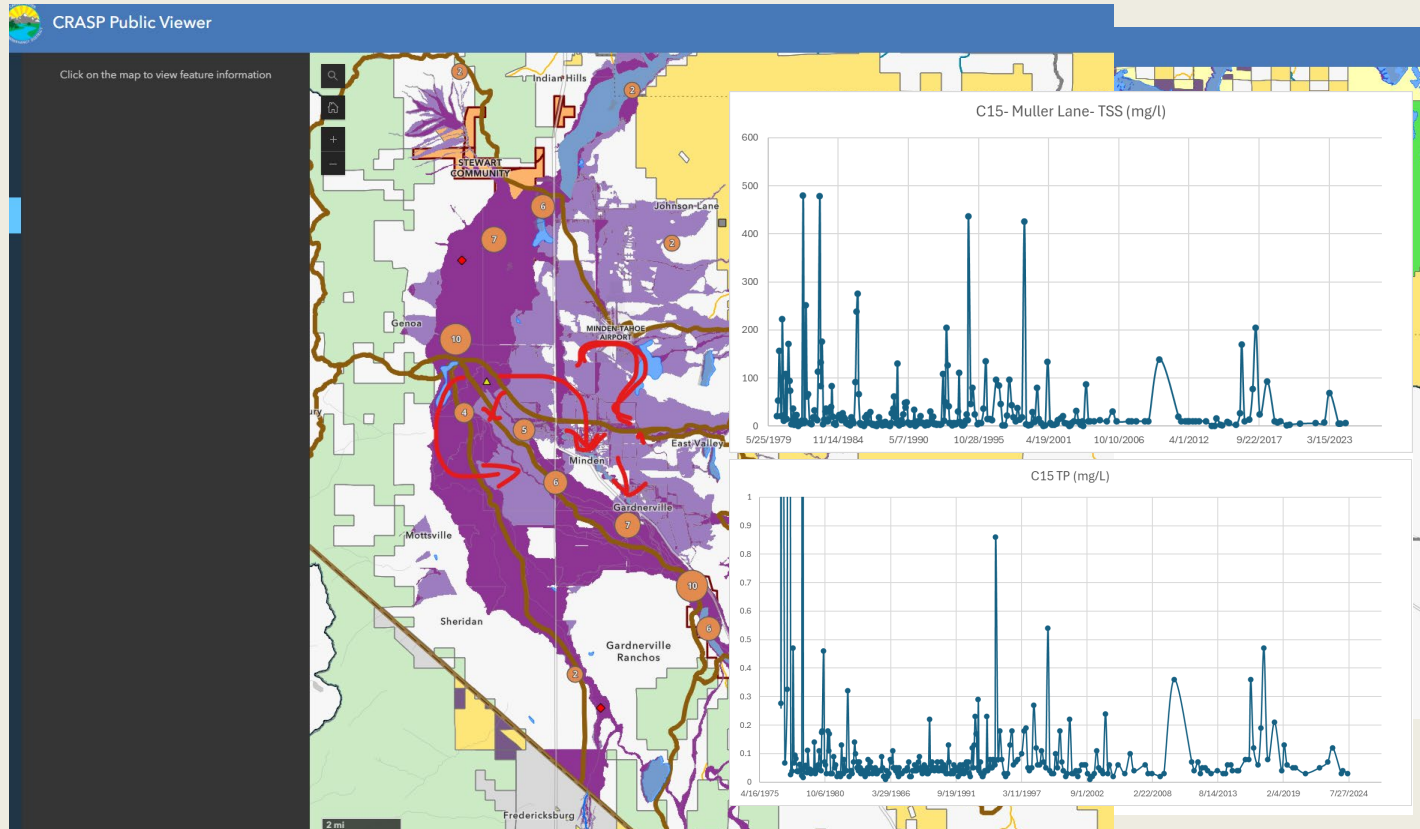 CRASP Public Viewer
Click on the map to view feature information
2
Indian Hills
2
+
−
STEWART
COMMUNITY
6
Johnson Lane
7
2
Genoa
10
MINDEN-TAHOE
AIRPORT
4
5
East Valley
Minden
6
Gardnerville
7
Mottsville
10
Sheridan
6
Gardnerville
Ranchos
2
Fredericksburg
2 mi
C15- Muller Lane- TSS (mg/l)
600
500
400
300
200
100
0
5/25/1979 11/14/1984 5/7/1990 10/28/1995 4/19/2001 10/10/2006 4/1/2012 9/22/2017 3/15/2023
C15 TP (mg/L)
1
0.9
0.8
0.7
0.6
0.5
0.4
0.3
0.2
0.1
0
4/16/1975 10/6/1980 3/29/1986 9/19/1991 3/11/1997 9/1/2002 2/22/2008 8/14/2013 2/4/2019 7/27/2024